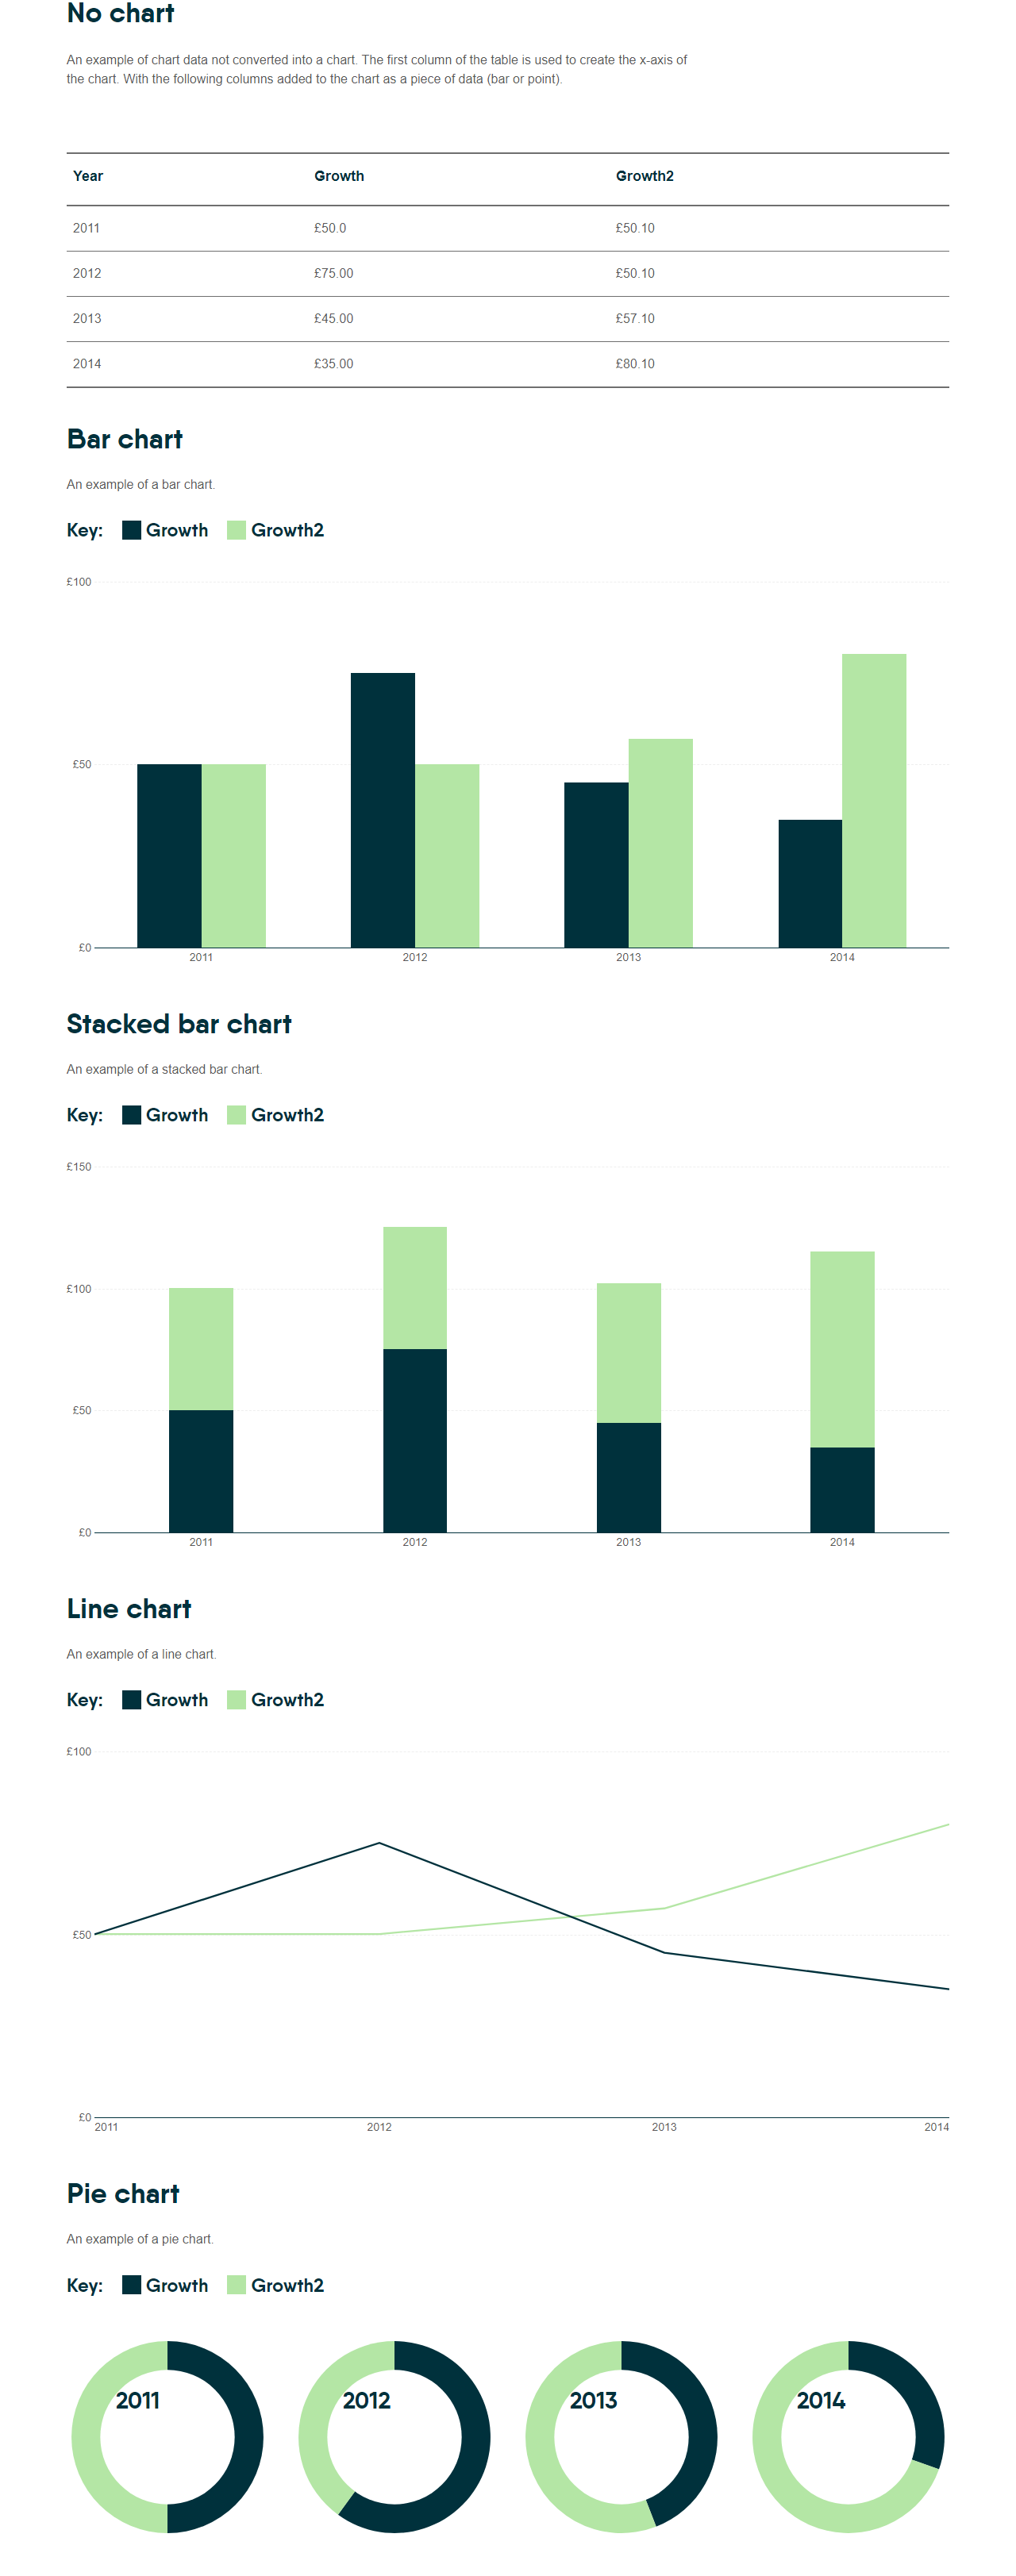 No chart
An example of chart data not converted into a chart. The first column of the table is used to create the x-axis of
the chart. With the following columns added to the chart as a piece of data (bar or point).
Year Growth Growth2
2011 £50.0 £50.10
2012 £75.00 £50.10
2013 £45.00 £57.10
2014 £35.00 £80.10
Bar chart
An example of a bar chart.
Key: Growth Growth2
£100
£50
£0
2011 2012 2013 2014
Stacked bar chart
An example of a stacked bar chart.
Key: Growth Growth2
£150
£100
£50
£0
2011 2012 2013 2014
Line chart
An example of a line chart.
Key: Growth Growth2
£100
£50
£0
2011 2012 2013 2014
Pie chart
An example of a pie chart.
Key: Growth Growth2
2011 2012 2013 2014